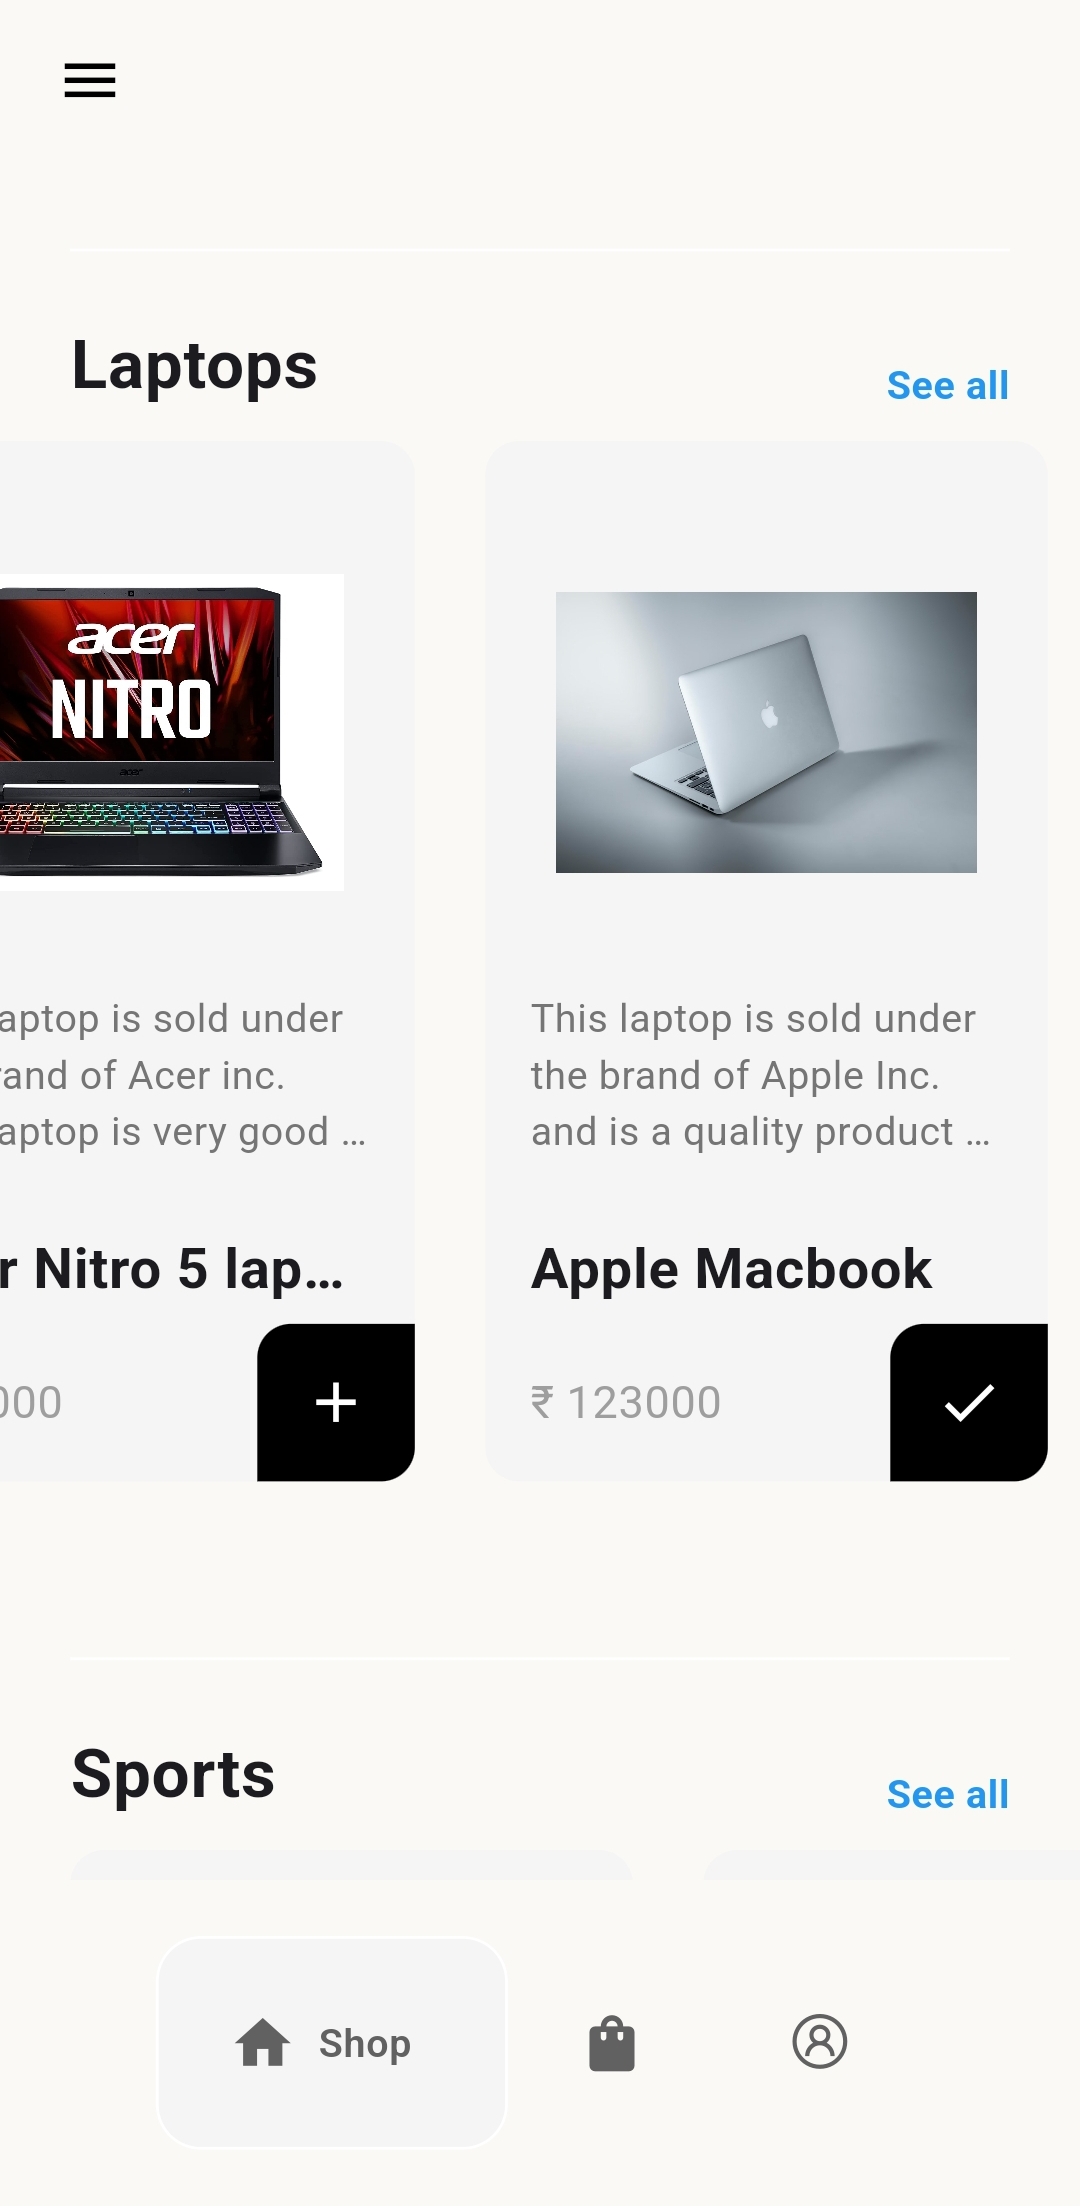 Laptops
See all
acer
NITRO
acer
aptop is sold under
rand of Acer inc.
aptop is very good …
r Nitro 5 lap…
000
This laptop is sold under
the brand of Apple Inc.
and is a quality product …
Apple Macbook
₹ 123000
Sports
See all
Shop